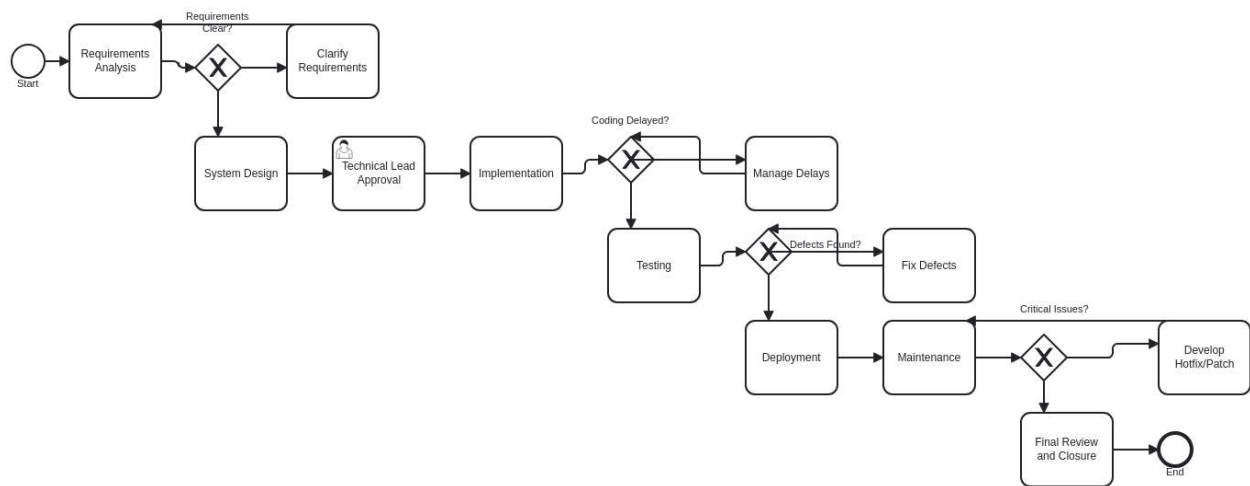 Requirements
Clear?
Start
Requirements
Analysis
Clarify
Requirements
System Design
Technical Lead
Approval
Implementation
Coding Delayed?
Manage Delays
Testing
Defects Found?
Fix Defects
Deployment
Maintenance
Critical Issues?
Develop
Hotfix/Patch
Final Review
and Closure
End